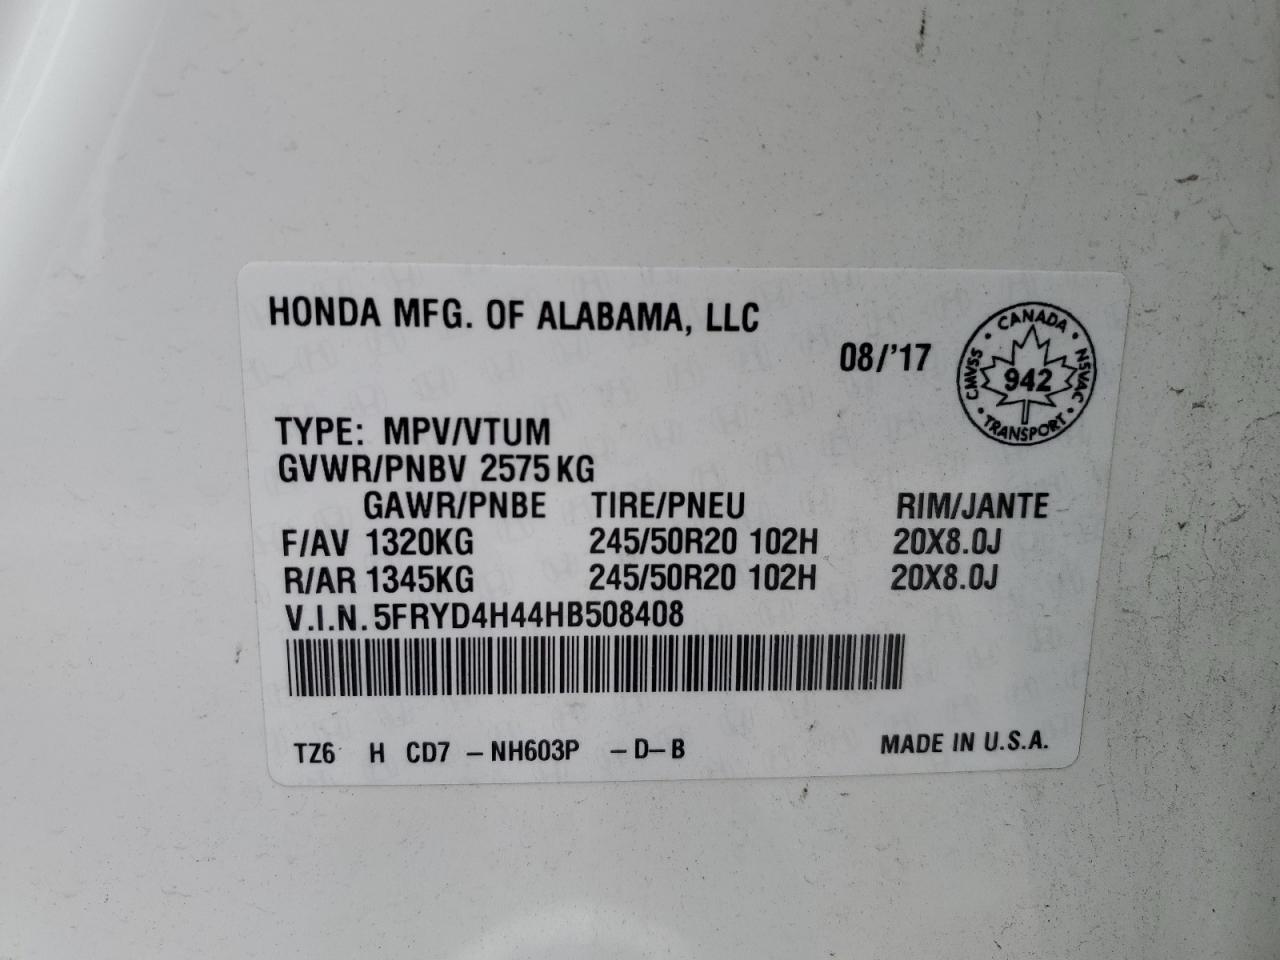 HONDA MFG. OF ALABAMA, LLC
08/'17
CANADA
CMVSS 942 NSVAC
TRANSPORT
TYPE: MPV/VTUM
GVWR/PNBV 2575 KG
GAWR/PNBE TIRE/PNEU RIM/JANTE
F/AV 1320KG 245/50R20 102H 20X8.0J
R/AR 1345KG 245/50R20 102H 20X8.0J
V.I.N. 5FRYD4H44HB508408
TZ6 H CD7 - NH603P - D - B MADE IN U.S.A.